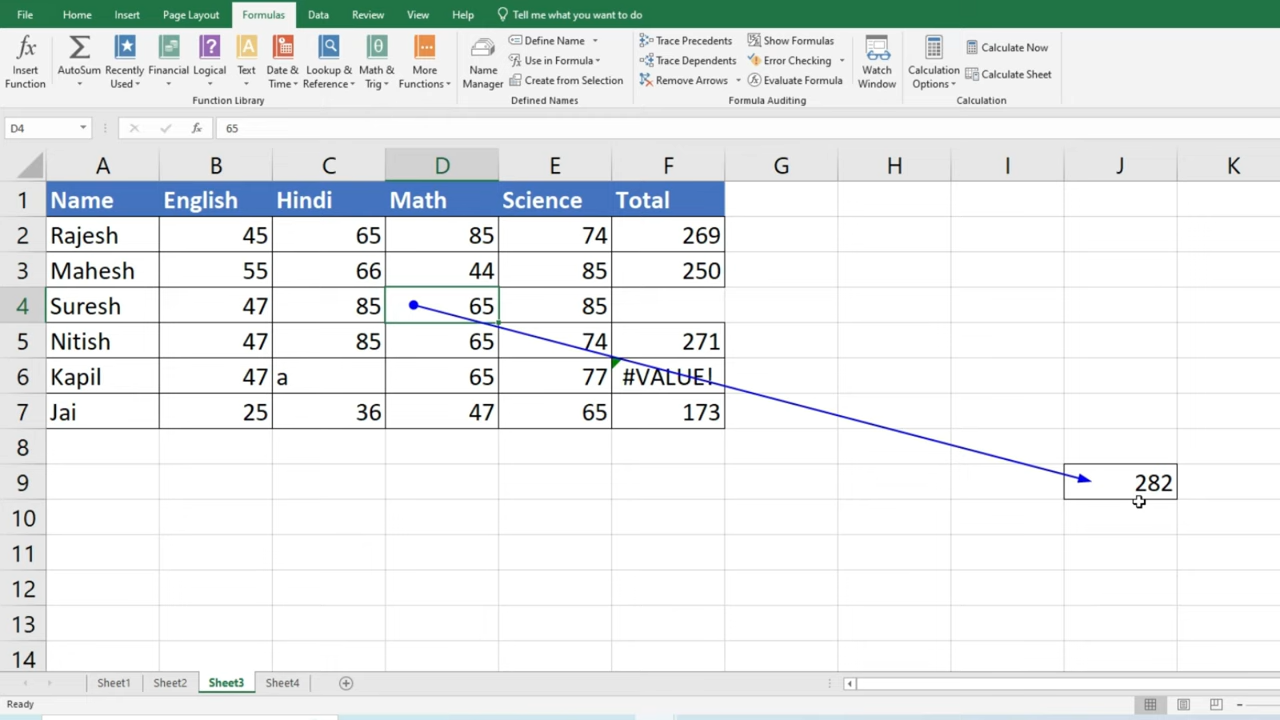 File Home Insert Page Layout Formulas Data Review View Help Tell me what you want to do
fx Insert Function
AutoSum
Recently Used
Financial
Logical
Text
Date & Time
Lookup & Reference
Math & Trig
More Functions
Function Library
Name Manager
Define Name
Use in Formula
Create from Selection
Defined Names
Trace Precedents
Trace Dependents
Remove Arrows
Show Formulas
Error Checking
Evaluate Formula
Formula Auditing
Watch Window
Calculation Options
Calculate Now
Calculate Sheet
Calculation
D4 fx 65
A B C D E F G H I J K
1 Name English Hindi Math Science Total
2 Rajesh 45 65 85 74 269
3 Mahesh 55 66 44 85 250
4 Suresh 47 85 65 85
5 Nitish 47 85 65 74 271
6 Kapil 47 a 65 77 #VALUE!
7 Jai 25 36 47 65 173
8
9 282
10
11
12
13
14
Sheet1 Sheet2 Sheet3 Sheet4
Ready